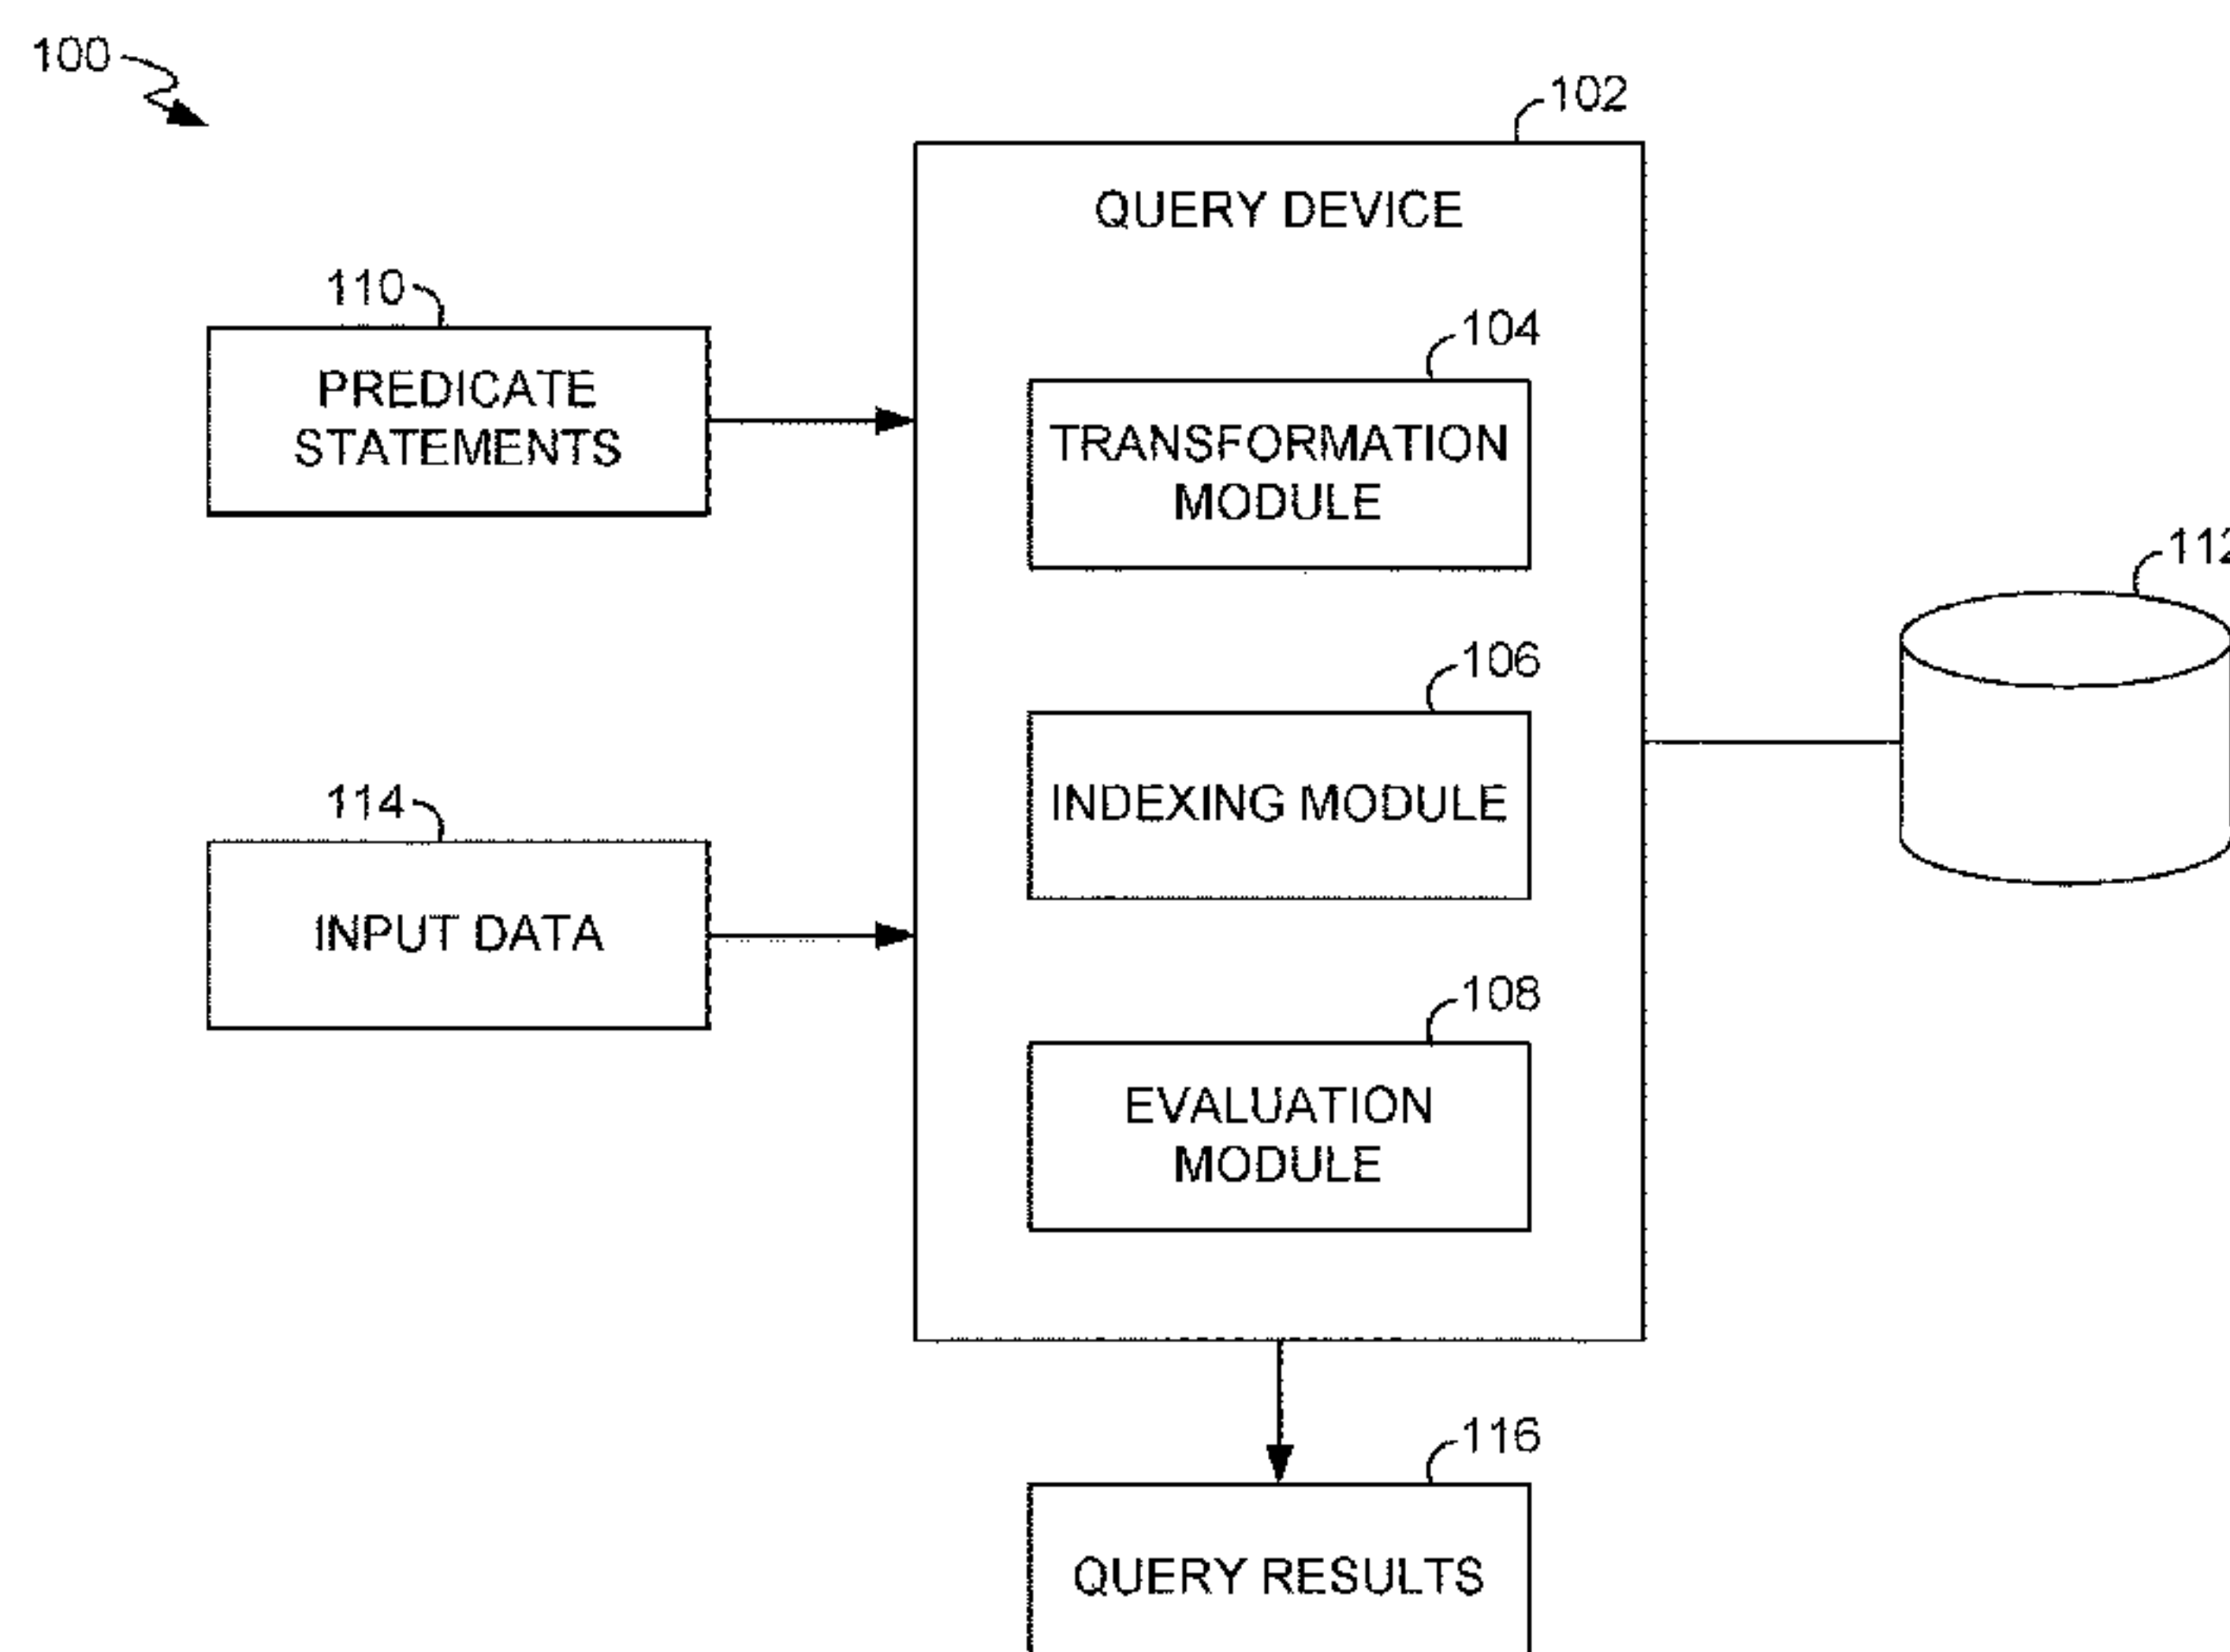 100
102
QUERY DEVICE
110
PREDICATE
STATEMENTS
104
TRANSFORMATION
MODULE
112
106
INDEXING MODULE
114
INPUT DATA
108
EVALUATION
MODULE
116
QUERY RESULTS